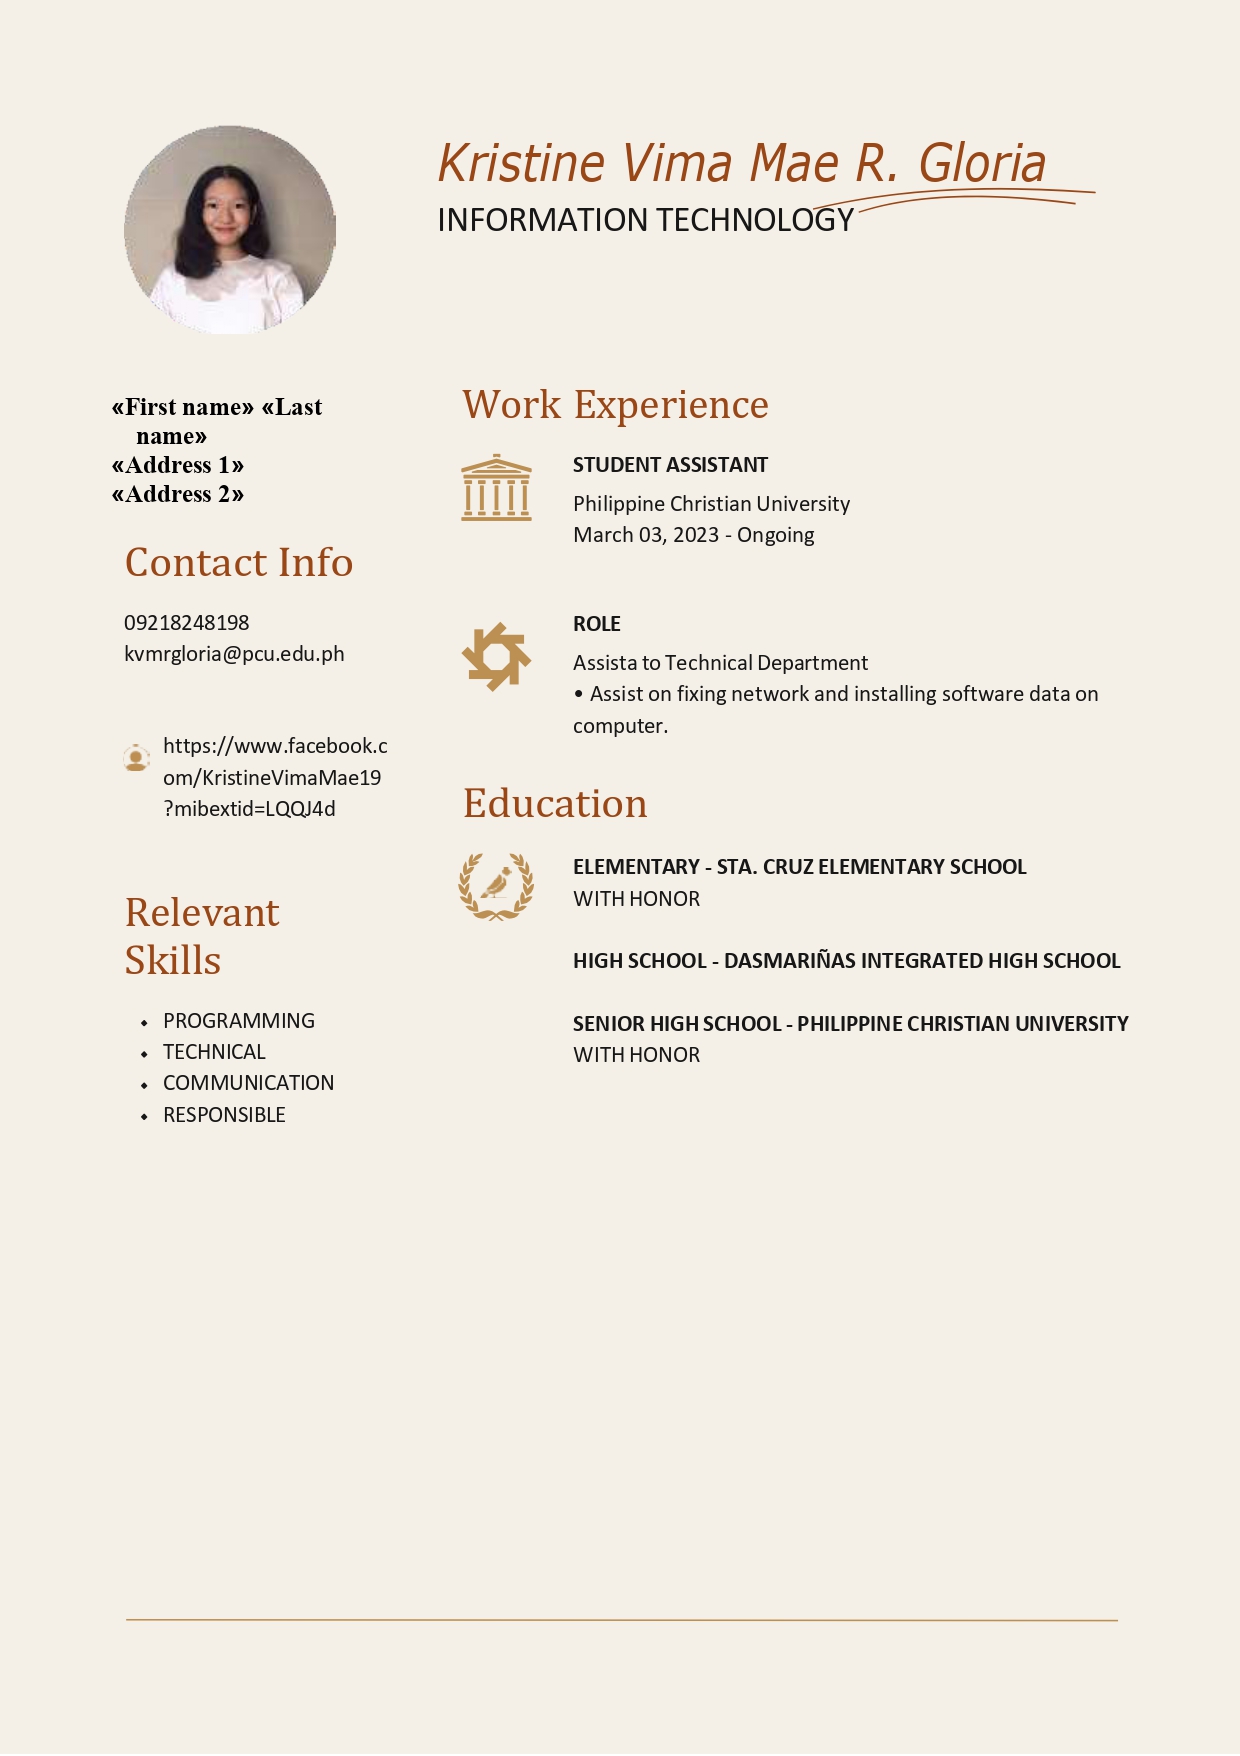 Kristine Vima Mae R. Gloria
INFORMATION TECHNOLOGY
«First name» «Last
name»
«Address 1»
«Address 2»
Contact Info
09218248198
kvmrgloria@pcu.edu.ph
https://www.facebook.c
om/KristineVimaMae19
?mibextid=LQQJ4d
Relevant
Skills
• PROGRAMMING
• TECHNICAL
• COMMUNICATION
• RESPONSIBLE
Work Experience
STUDENT ASSISTANT
Philippine Christian University
March 03, 2023 - Ongoing
ROLE
Assista to Technical Department
• Assist on fixing network and installing software data on
computer.
Education
ELEMENTARY - STA. CRUZ ELEMENTARY SCHOOL
WITH HONOR
HIGH SCHOOL - DASMARIÑAS INTEGRATED HIGH SCHOOL
SENIOR HIGH SCHOOL - PHILIPPINE CHRISTIAN UNIVERSITY
WITH HONOR